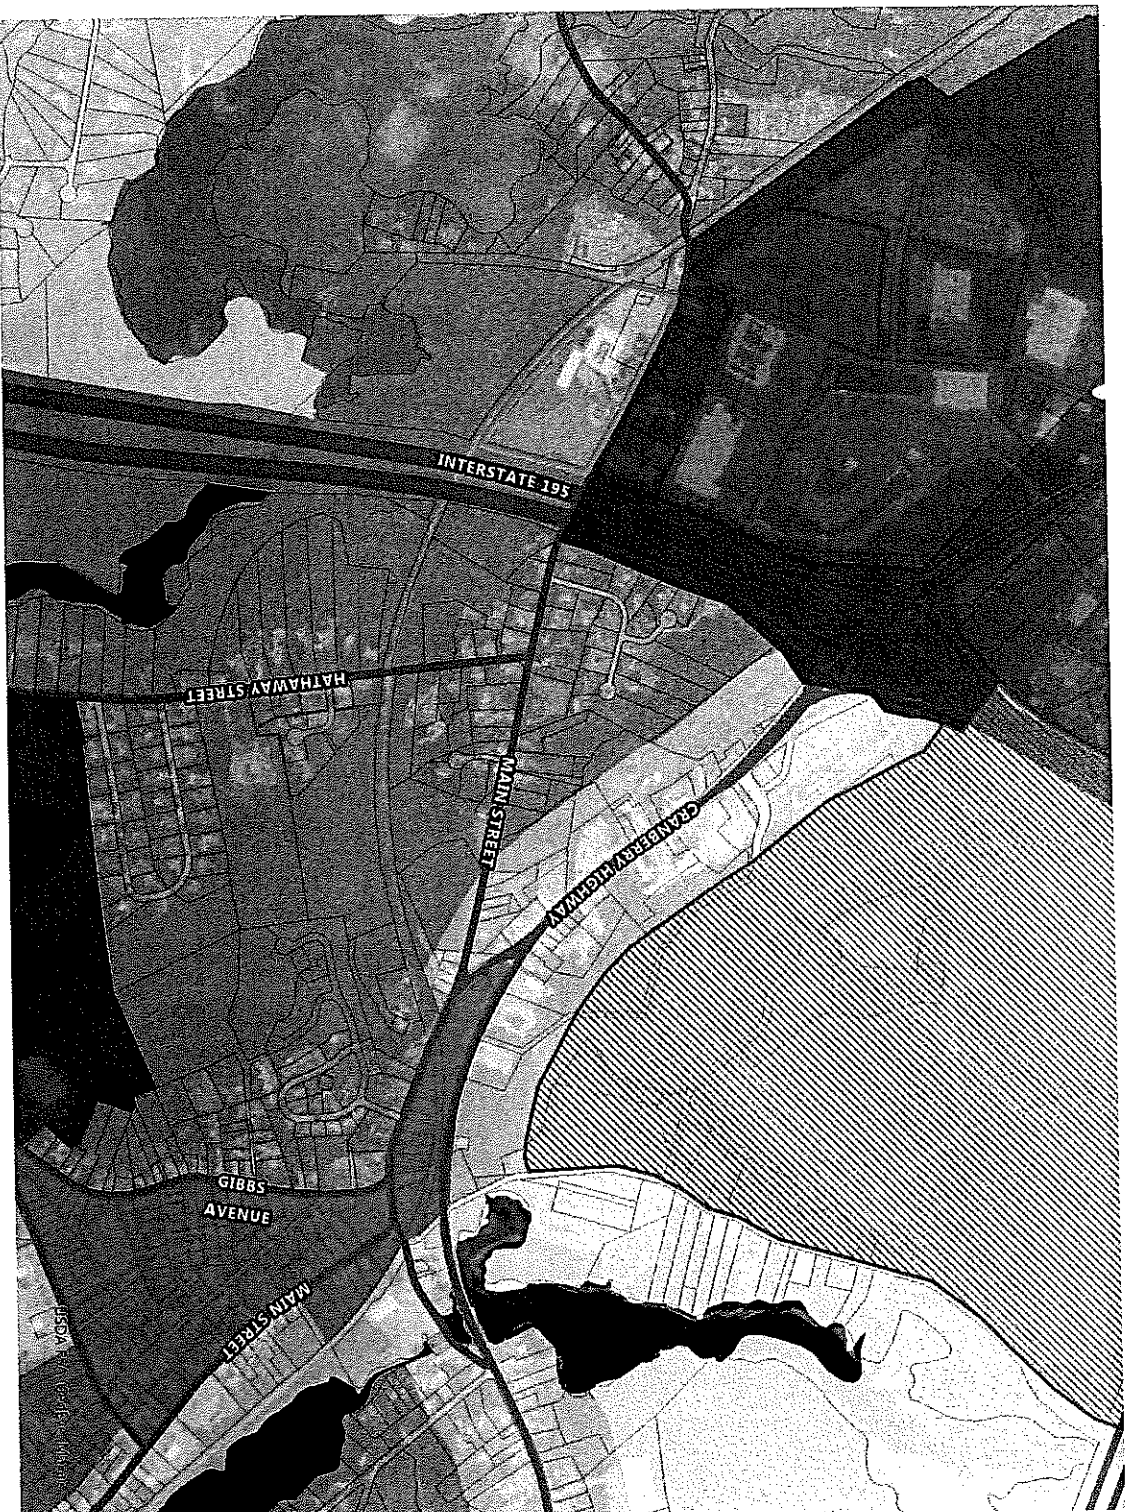 INTERSTATE 195
HATHAWAY STREET
MAIN STREET
CRANBERRY HIGHWAY
GIBBS
AVENUE
MAIN STREET